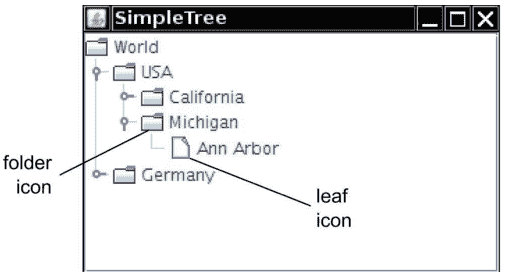 SimpleTree
World
USA
California
Michigan
Ann Arbor
Germany
folder
icon
leaf
icon